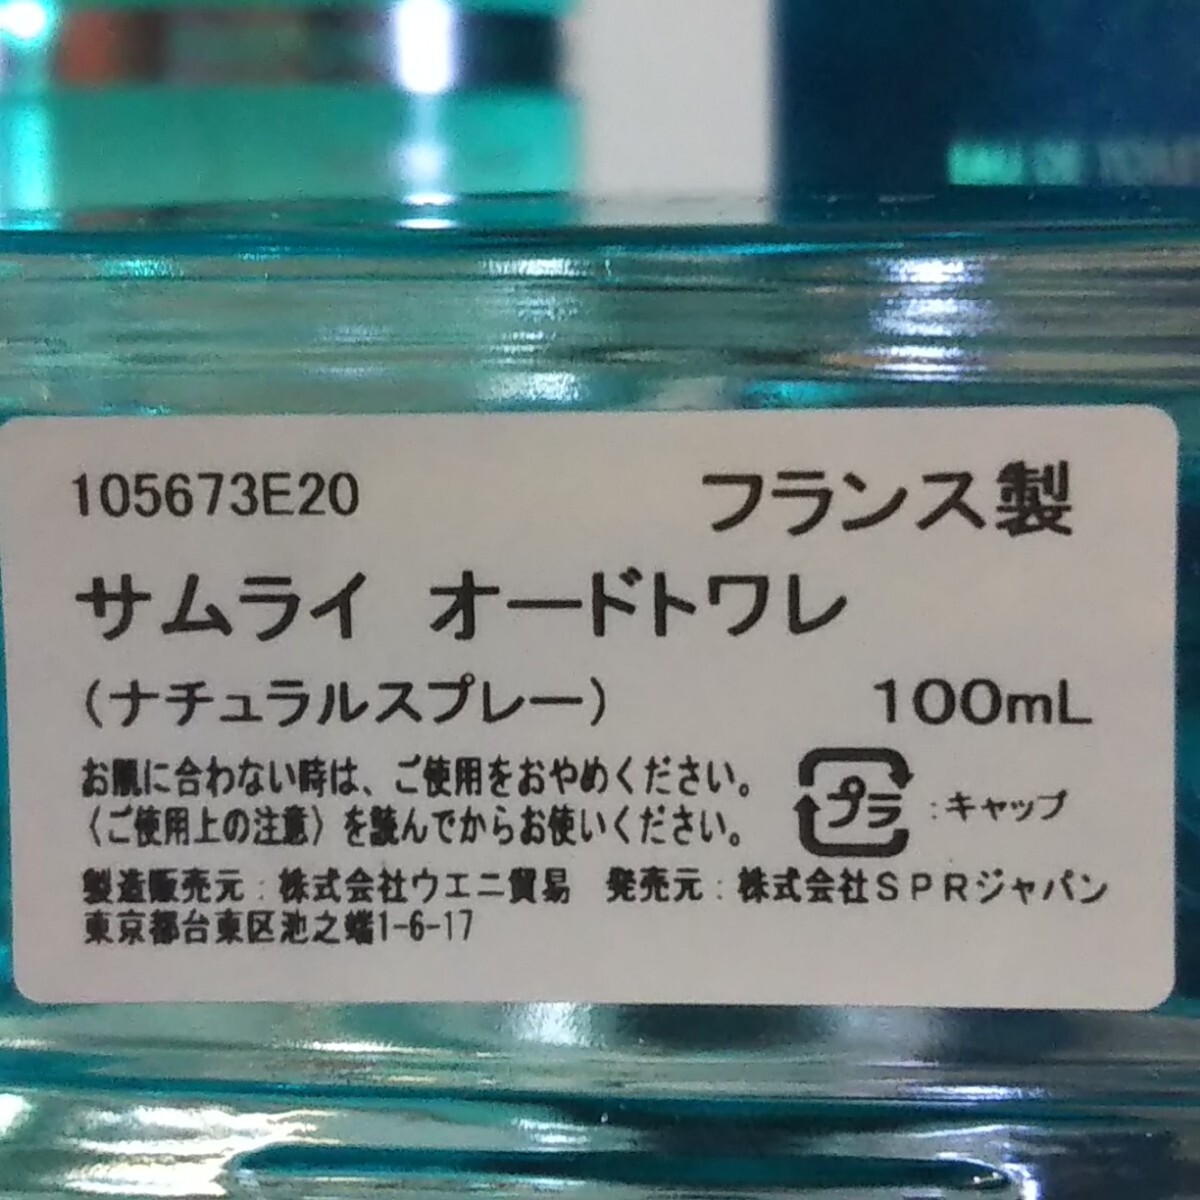 105673E20 フランス製
サムライ オードトワレ
(ナチュラルスプレー) 100mL
お肌に合わない時は、ご使用をおやめください。
〈ご使用上の注意〉を読んでからお使いください。
プラ :キャップ
製造販売元:株式会社ウエニ貿易 発売元:株式会社SPRジャパン
東京都台東区池之端1-6-17